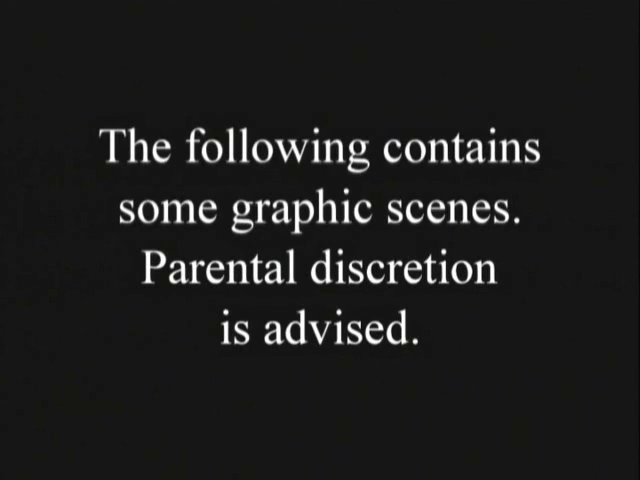 The following contains
some graphic scenes.
Parental discretion
is advised.